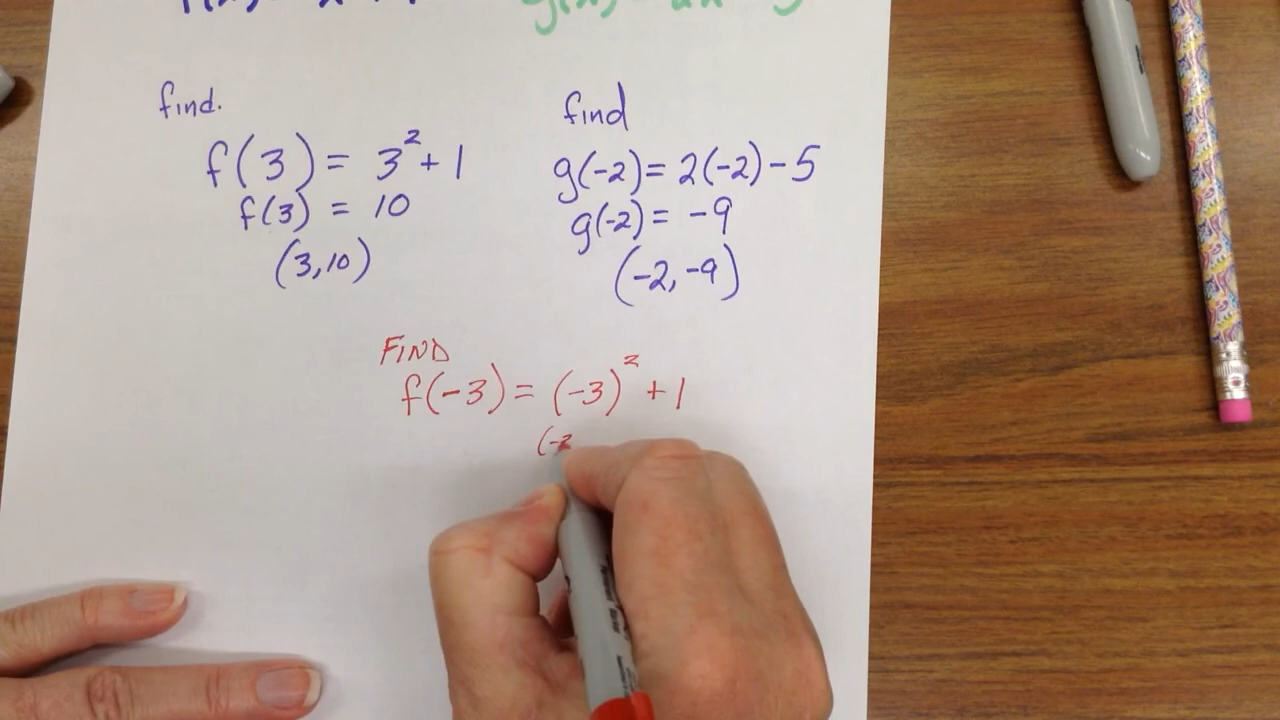 find.
f(3) = 3² + 1
f(3) = 10
(3,10)
find
g(-2) = 2(-2) - 5
g(-2) = -9
(-2, -9)
FIND
f(-3) = (-3)² + 1
(-3